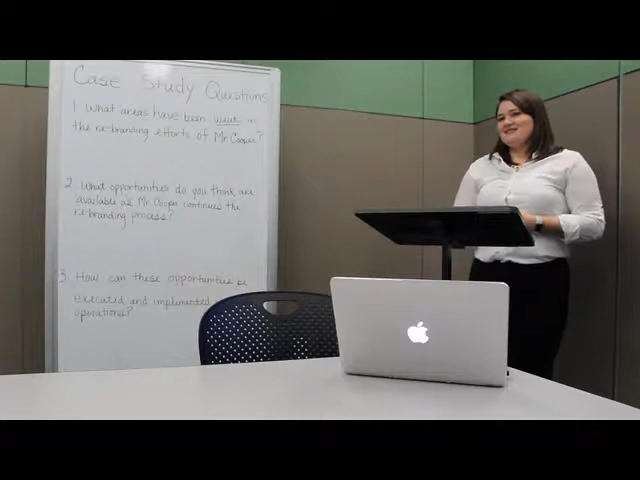 Case Study Questions
1. What areas have been weak in
the re-branding efforts of Mr. Cooper?
2. What opportunities do you think are
available as Mr. Cooper continues the
re-branding process?
3. How can these opportunities be
executed and implemented
operations?